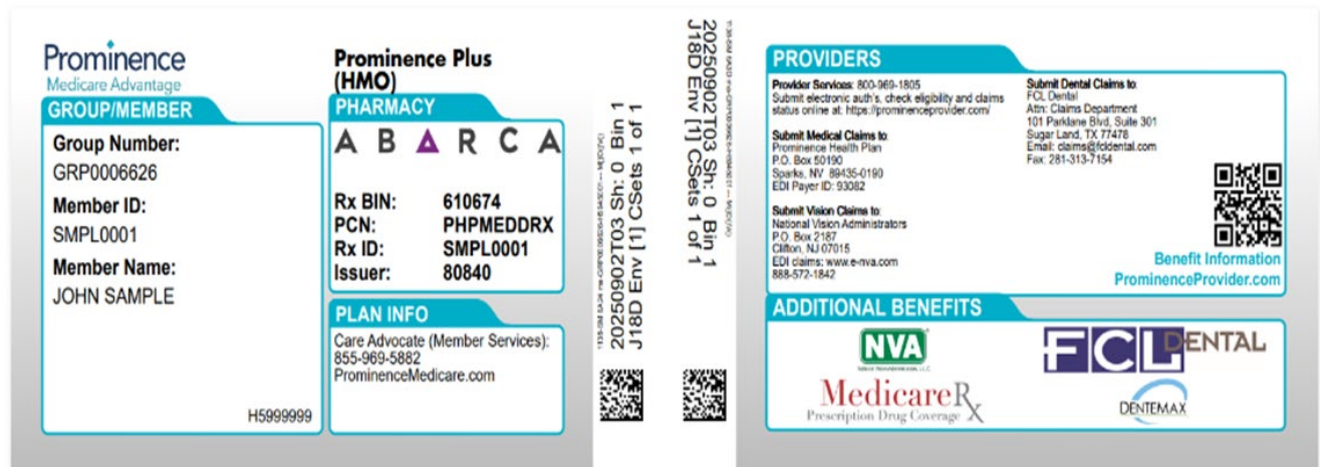 Prominence
Medicare Advantage
GROUP/MEMBER
Group Number:
GRP0006626
Member ID:
SMPL0001
Member Name:
JOHN SAMPLE
H5999999
Prominence Plus
(HMO)
PHARMACY
ABARCA
Rx BIN: 610674
PCN: PHPMEDDRX
Rx ID: SMPL0001
Issuer: 80840
PLAN INFO
Care Advocate (Member Services):
855-969-5882
ProminenceMedicare.com
20250902T03 Sh: 0 Bin 1
J18D Env [1] CSets 1 of 1
20250902T03 Sh: 0 Bin 1
J18D Env [1] CSets 1 of 1
PROVIDERS
Provider Services: 800-969-1805
Submit electronic auth's, check eligibility and claims
status online at: https://prominenceprovider.com/
Submit Medical Claims to:
Prominence Health Plan
P.O. Box 50190
Sparks, NV 89435-0190
EDI Payer ID: 93082
Submit Vision Claims to:
National Vision Administrators
P.O. Box 2187
Clifton, NJ 07015
EDI claims: www.e-nva.com
888-572-1842
Submit Dental Claims to:
FCL Dental
Attn: Claims Department
101 Parklane Blvd, Suite 301
Sugar Land, TX 77478
Email: claims@fcldental.com
Fax: 281-313-7154
Benefit Information
ProminenceProvider.com
ADDITIONAL BENEFITS
NVA
FCL DENTAL
MedicareRx
Prescription Drug Coverage
DENTEMAX